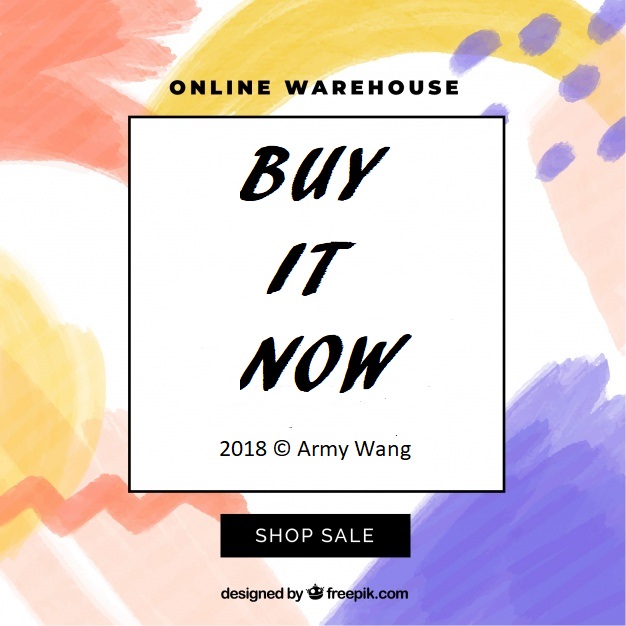 ONLINE WAREHOUSE
BUY
IT
NOW
2018 © Army Wang
SHOP SALE
designed by freepik.com